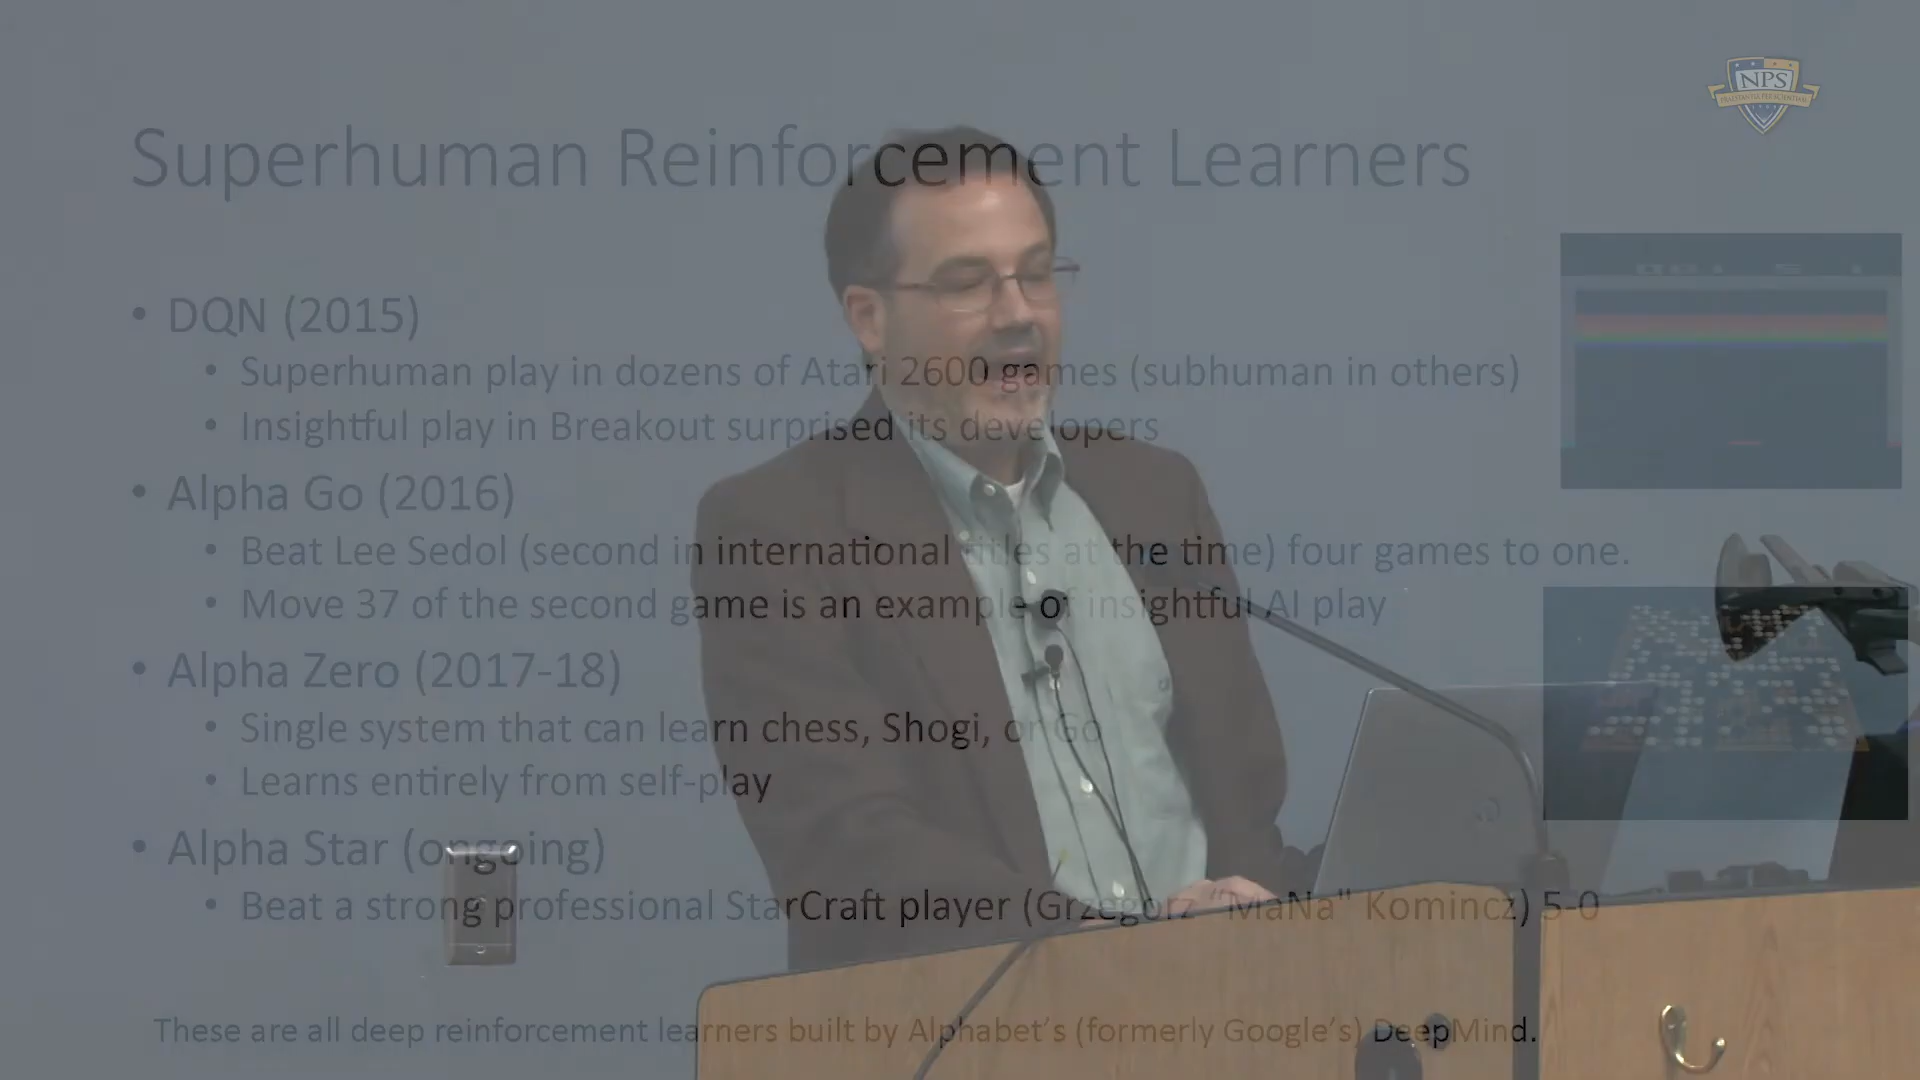 NPS
Superhuman Reinforcement Learners
• DQN (2015)
• Superhuman play in dozens of Atari 2600 games (subhuman in others)
• Insightful play in Breakout surprised its developers
• Alpha Go (2016)
• Beat Lee Sedol (second in international titles at the time) four games to one.
• Move 37 of the second game is an example of insightful AI play
• Alpha Zero (2017-18)
• Single system that can learn chess, Shogi, or Go
• Learns entirely from self-play
• Alpha Star (ongoing)
• Beat a strong professional StarCraft player (Grzegorz "MaNa" Komincz) 5-0
These are all deep reinforcement learners built by Alphabet's (formerly Google's) DeepMind.